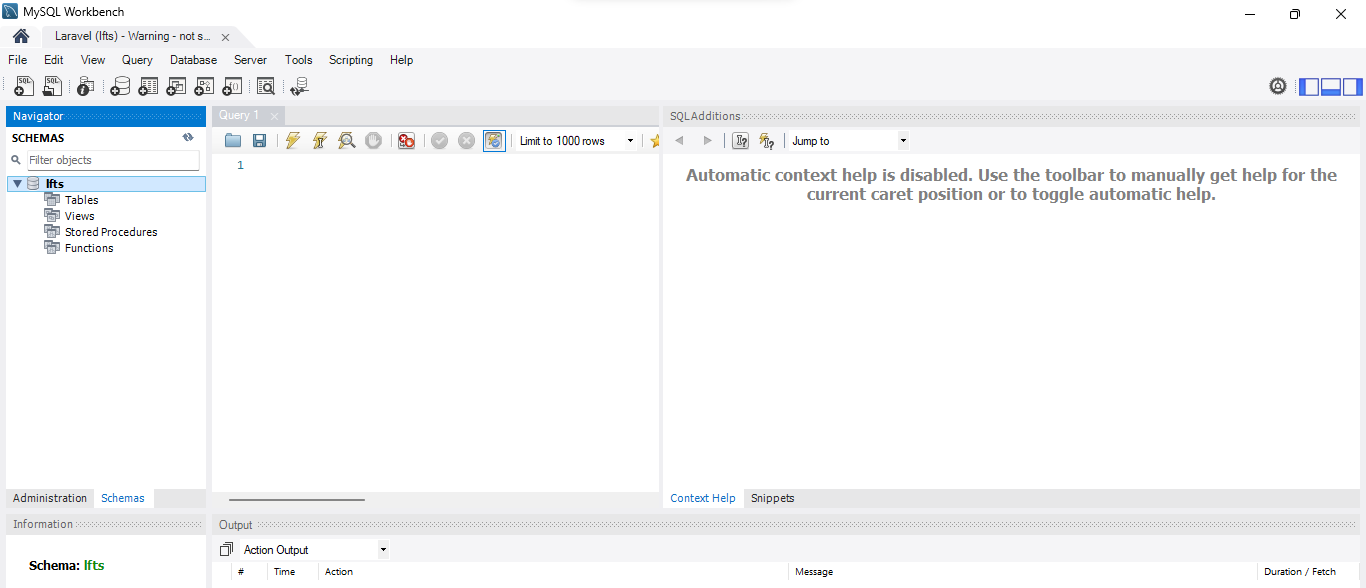 MySQL Workbench
Laravel (lfts) - Warning - not s...
File Edit View Query Database Server Tools Scripting Help
Navigator
SCHEMAS
Filter objects
lfts
Tables
Views
Stored Procedures
Functions
Administration Schemas
Information
Schema: lfts
Query 1
Limit to 1000 rows
1
SQLAdditions
Jump to
Automatic context help is disabled. Use the toolbar to manually get help for the
current caret position or to toggle automatic help.
Context Help Snippets
Output
Action Output
# Time Action Message Duration / Fetch